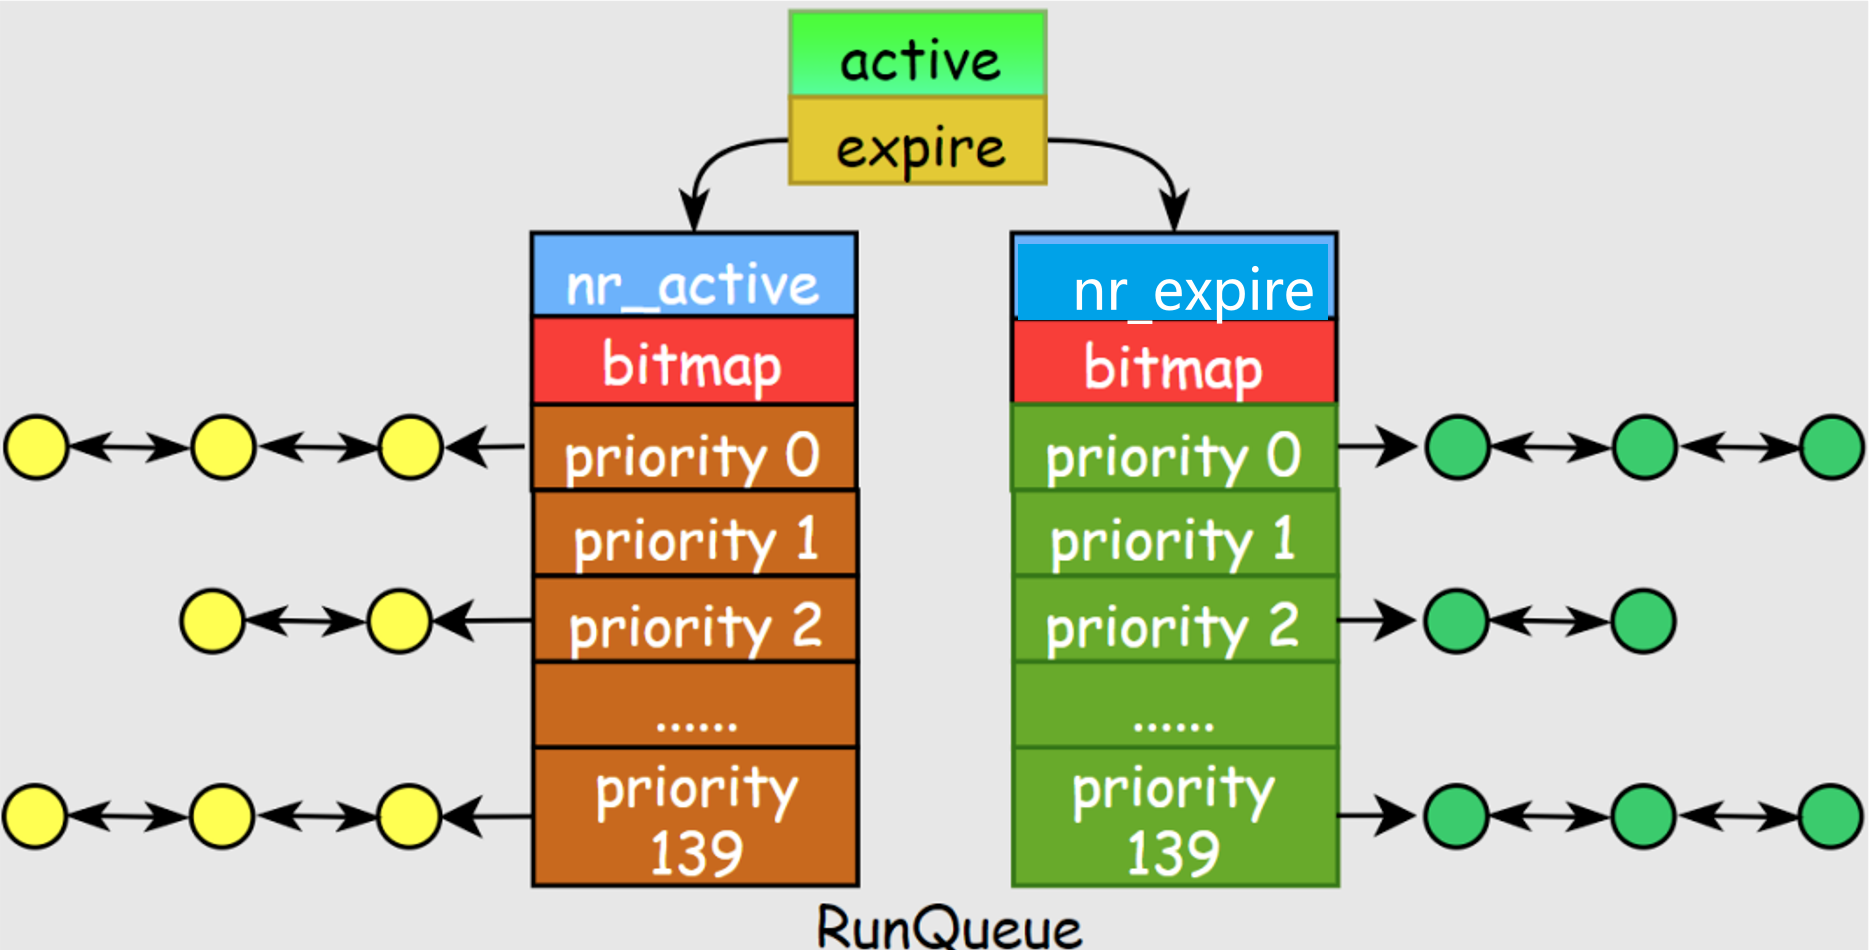 active
expire
nr_active
bitmap
priority 0
priority 1
priority 2
......
priority
139
nr_expire
bitmap
priority 0
priority 1
priority 2
......
priority
139
RunQueue